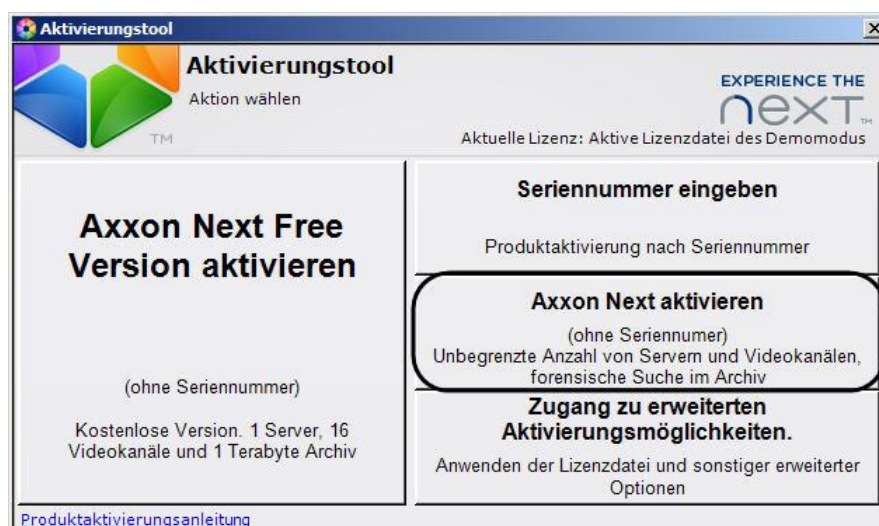 Aktivierungstool
Aktivierungstool
Aktion wählen
TM
EXPERIENCE THE
next TM
Aktuelle Lizenz: Aktive Lizenzdatei des Demomodus
Axxon Next Free
Version aktivieren
(ohne Seriennummer)
Kostenlose Version. 1 Server, 16
Videokanäle und 1 Terabyte Archiv
Seriennummer eingeben
Produktaktivierung nach Seriennummer
Axxon Next aktivieren
(ohne Seriennumer)
Unbegrenzte Anzahl von Servern und Videokanälen,
forensische Suche im Archiv
Zugang zu erweiterten
Aktivierungsmöglichkeiten.
Anwenden der Lizenzdatei und sonstiger erweiterter
Optionen
Produktaktivierungsanleitung